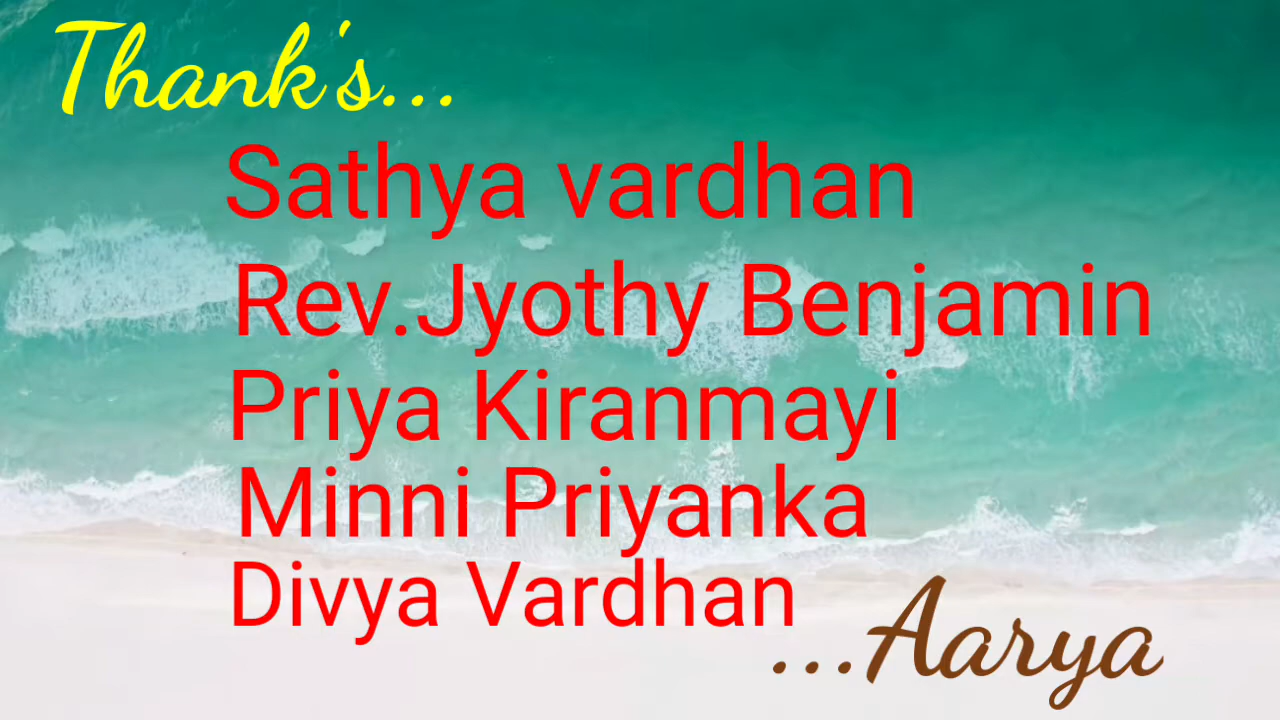 Thank's...
Sathya vardhan
Rev.Jyothy Benjamin
Priya Kiranmayi
Minni Priyanka
Divya Vardhan
...Aarya